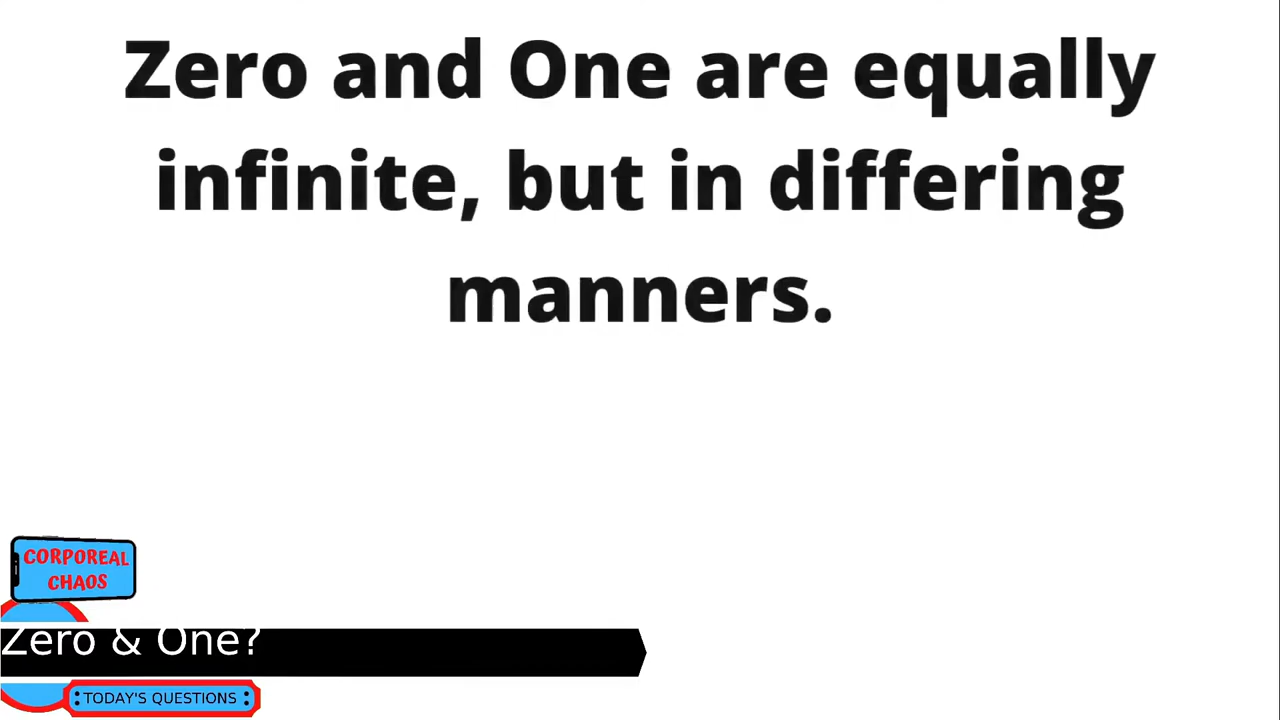 Zero and One are equally
infinite, but in differing
manners.
CORPOREAL
CHAOS
Zero & One?
TODAY'S QUESTIONS